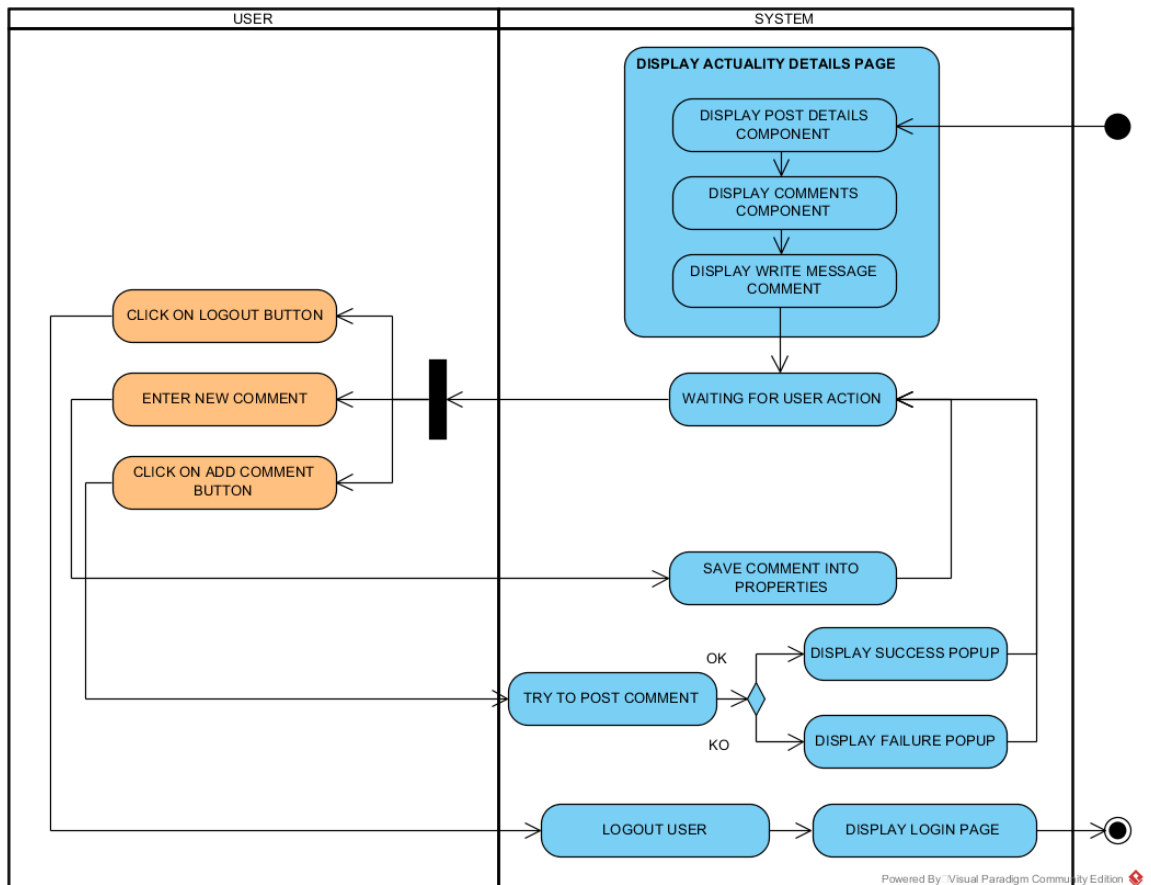 USER
SYSTEM
DISPLAY ACTUALITY DETAILS PAGE
DISPLAY POST DETAILS
COMPONENT
DISPLAY COMMENTS
COMPONENT
DISPLAY WRITE MESSAGE
COMMENT
CLICK ON LOGOUT BUTTON
ENTER NEW COMMENT
WAITING FOR USER ACTION
CLICK ON ADD COMMENT
BUTTON
SAVE COMMENT INTO
PROPERTIES
OK
DISPLAY SUCCESS POPUP
TRY TO POST COMMENT
KO
DISPLAY FAILURE POPUP
LOGOUT USER
DISPLAY LOGIN PAGE
Powered By Visual Paradigm Community Edition